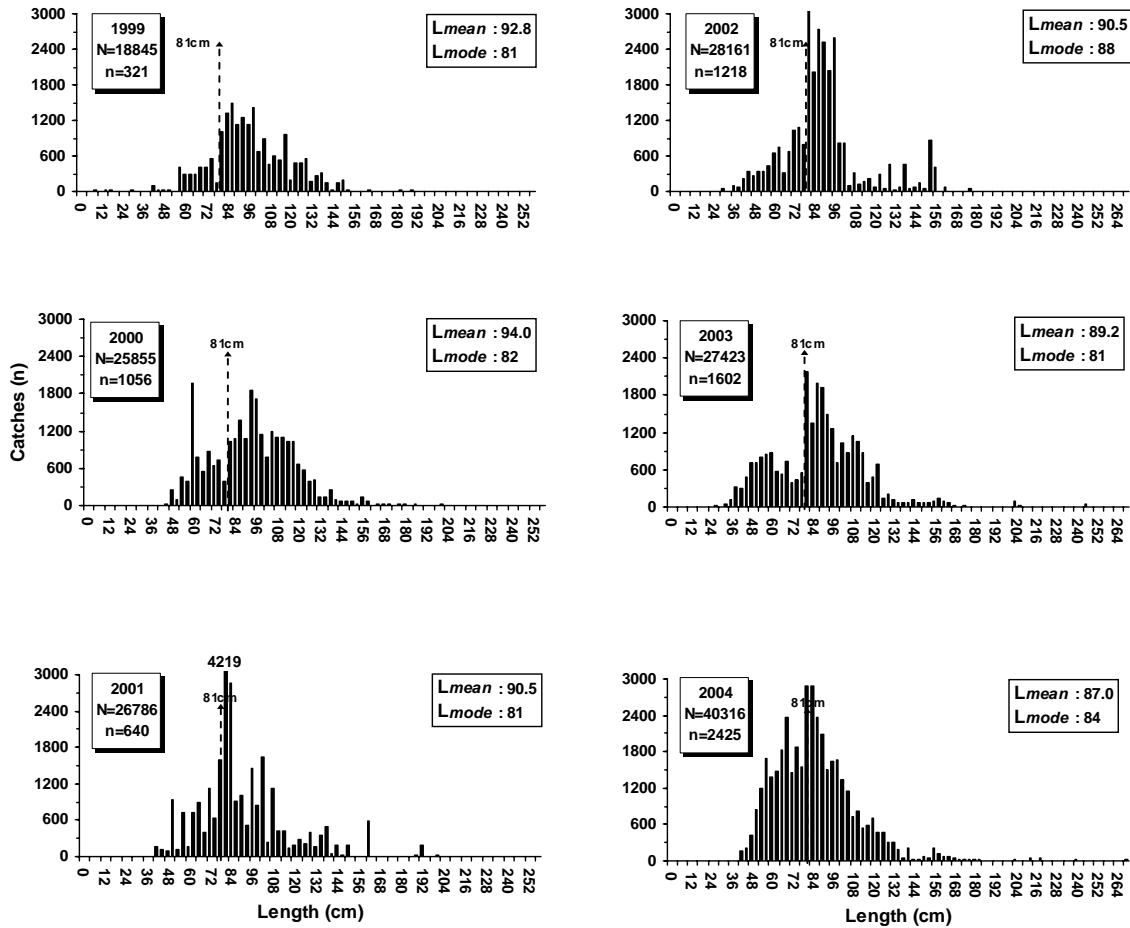 3000
2400
1800
1200
600
0
1999
N=18845
n=321
81cm
Lmean : 92.8
Lmode : 81
0 12 24 36 48 60 72 84 96 108 120 132 144 156 168 180 192 204 216 228 240 252
3000
2400
1800
1200
600
0
2002
N=28161
n=1218
81cm
Lmean : 90.5
Lmode : 88
0 12 24 36 48 60 72 84 96 108 120 132 144 156 168 180 192 204 216 228 240 252 264
Catches (n)
3000
2400
1800
1200
600
0
2000
N=25855
n=1056
81cm
Lmean : 94.0
Lmode : 82
0 12 24 36 48 60 72 84 96 108 120 132 144 156 168 180 192 204 216 228 240 252
3000
2400
1800
1200
600
0
2003
N=27423
n=1602
81cm
Lmean : 89.2
Lmode : 81
0 12 24 36 48 60 72 84 96 108 120 132 144 156 168 180 192 204 216 228 240 252 264
3000
2400
1800
1200
600
0
2001
N=26786
n=640
4219
81cm
Lmean : 90.5
Lmode : 81
0 12 24 36 48 60 72 84 96 108 120 132 144 156 168 180 192 204 216 228 240 252
Length (cm)
3000
2400
1800
1200
600
0
2004
N=40316
n=2425
81cm
Lmean : 87.0
Lmode : 84
0 12 24 36 48 60 72 84 96 108 120 132 144 156 168 180 192 204 216 228 240 252 264
Length (cm)